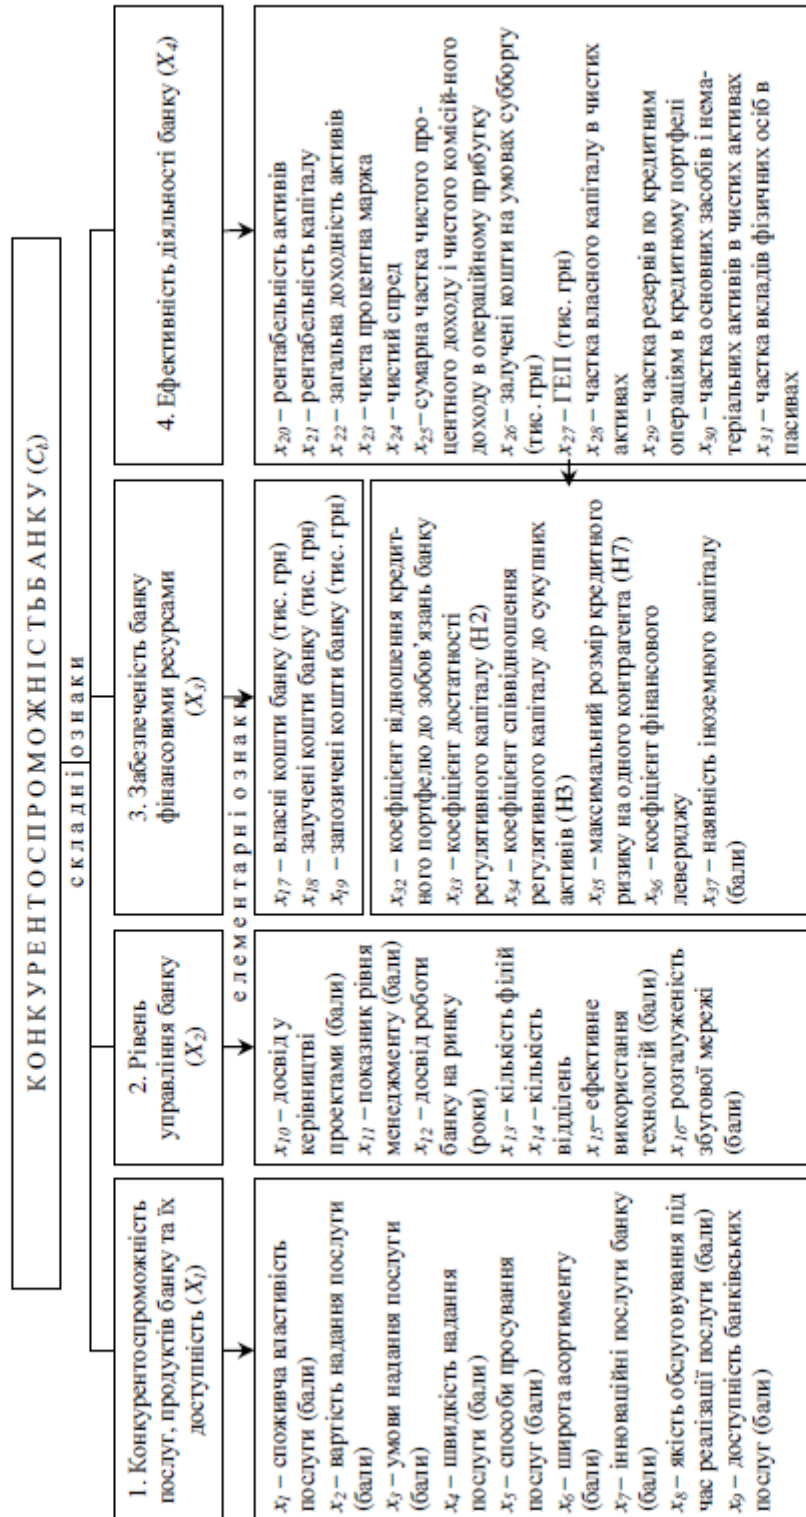 К О Н К У Р Е Н Т О С П Р О М О Ж Н І С Т Ь Б А Н К У (Cb)
с к л а д н і о з н а к и
1. Конкурентоспроможність
послуг, продуктів банку та їх
доступність (X1)
2. Рівень
управління банку
(X2)
3. Забезпеченість банку
фінансовими ресурсами
(X3)
4. Ефективність діяльності банку (X4)
е л е м е н т а р н і о з н а к и
x1 – споживча властивість
послуги (бали)
x2 – вартість надання послуги
(бали)
x3 – умови надання послуги
(бали)
x4 – швидкість надання
послуги (бали)
x5 – способи просування
послуг (бали)
x6 – широта асортименту
(бали)
x7 – інноваційні послуги банку
(бали)
x8 – якість обслуговування під
час реалізації послуги (бали)
x9 – доступність банківських
послуг (бали)
x10 – досвід у
керівництві
проектами (бали)
x11 – показник рівня
менеджменту (бали)
x12 – досвід роботи
банку на ринку
(роки)
x13 – кількість філій
x14 – кількість
відділень
x15– ефективне
використання
технологій (бали)
x16– розгалуженість
збутової мережі
(бали)
x17 – власні кошти банку (тис. грн)
x18 – залучені кошти банку (тис. грн)
x19 – запозичені кошти банку (тис. грн)
x32 – коефіцієнт відношення кредит-
ного портфелю до зобов’язань банку
x33 – коефіцієнт достатності
регулятивного капіталу (Н2)
x34 – коефіцієнт співвідношення
регулятивного капіталу до сукупних
активів (Н3)
x35 – максимальний розмір кредитного
ризику на одного контрагента (Н7)
x36 – коефіцієнт фінансового
левериджу
x37 – наявність іноземного капіталу
(бали)
x20 – рентабельність активів
x21 – рентабельність капіталу
x22 – загальна доходність активів
x23 – чиста процентна маржа
x24 – чистий спред
x25– сумарна частка чистого про-
центного доходу і чистого комісій-ного
доходу в операційному прибутку
x26 – залучені кошти на умовах субборгу
(тис. грн)
x27 – ГЕП (тис. грн)
x28 – частка власного капіталу в чистих
активах
x29 – частка резервів по кредитним
операціям в кредитному портфелі
x30 – частка основних засобів і нема-
теріальних активів в чистих активах
x31 – частка вкладів фізичних осіб в
пасивах